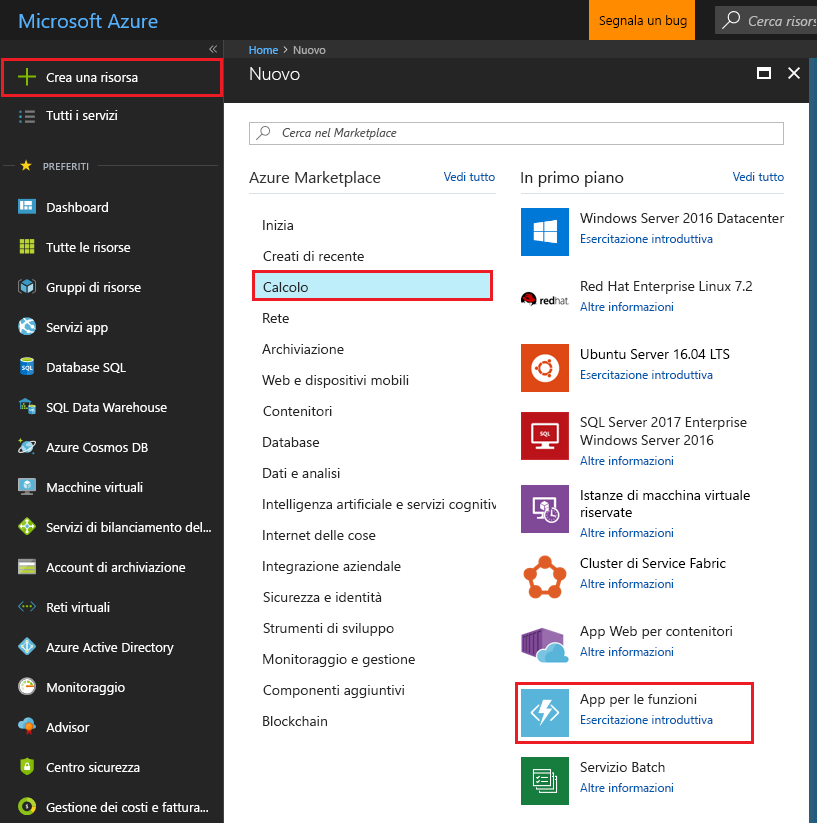 Microsoft Azure
Segnala un bug
Cerca risors
Home > Nuovo
Crea una risorsa
Tutti i servizi
PREFERITI
Dashboard
Tutte le risorse
Gruppi di risorse
Servizi app
Database SQL
SQL Data Warehouse
Azure Cosmos DB
Macchine virtuali
Servizi di bilanciamento del...
Account di archiviazione
Reti virtuali
Azure Active Directory
Monitoraggio
Advisor
Centro sicurezza
Gestione dei costi e fattura...
Nuovo
Cerca nel Marketplace
Azure Marketplace
Vedi tutto
Inizia
Creati di recente
Calcolo
Rete
Archiviazione
Web e dispositivi mobili
Contenitori
Database
Dati e analisi
Intelligenza artificiale e servizi cognitiv
Internet delle cose
Integrazione aziendale
Sicurezza e identità
Strumenti di sviluppo
Monitoraggio e gestione
Componenti aggiuntivi
Blockchain
In primo piano
Vedi tutto
Windows Server 2016 Datacenter
Esercitazione introduttiva
redhat
Red Hat Enterprise Linux 7.2
Altre informazioni
Ubuntu Server 16.04 LTS
Esercitazione introduttiva
SQL
SQL Server 2017 Enterprise
Windows Server 2016
Altre informazioni
Istanze di macchina virtuale
riservate
Altre informazioni
Cluster di Service Fabric
Altre informazioni
App Web per contenitori
Altre informazioni
App per le funzioni
Esercitazione introduttiva
Servizio Batch
Altre informazioni